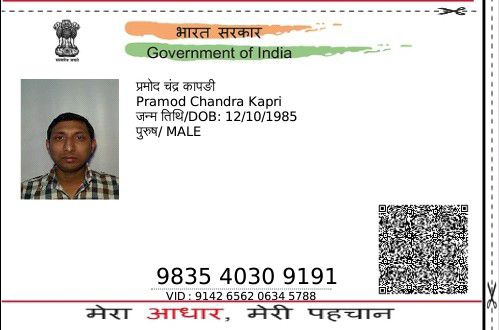 भारत सरकार
Government of India
सत्यमेव जयते
प्रमोद चंद्र कापडी
Pramod Chandra Kapri
जन्म तिथि/DOB: 12/10/1985
पुरुष/ MALE
9835 4030 9191
VID : 9142 6562 0634 5788
मेरा आधार, मेरी पहचान